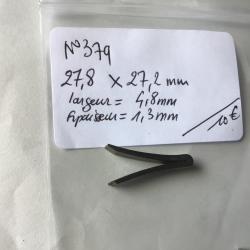 N°379
27,8 x 27,2 mm
largeur = 4,8mm
Epaisseur = 1,3mm
10€